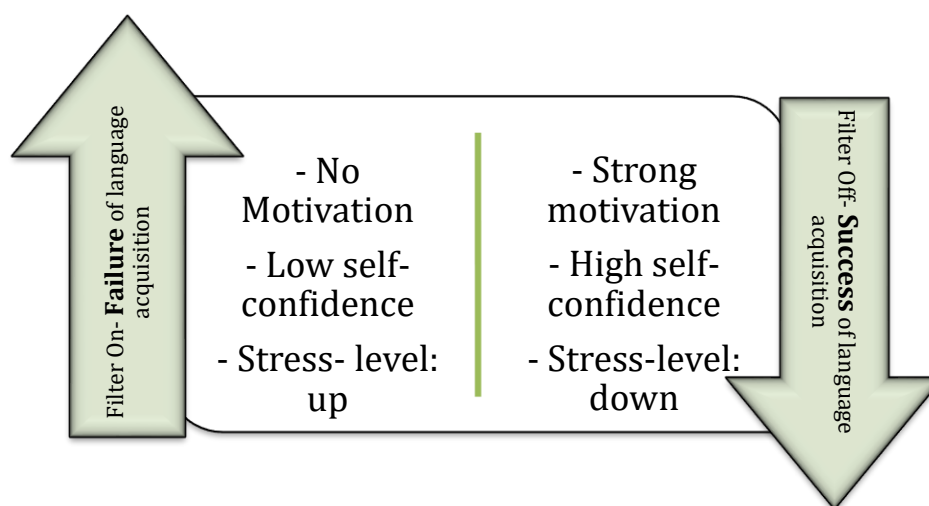 Filter On- Failure of language
acquisition
- No
Motivation
- Low self-
confidence
- Stress- level:
up
- Strong
motivation
- High self-
confidence
- Stress-level:
down
Filter Off- Success of language
acquisition